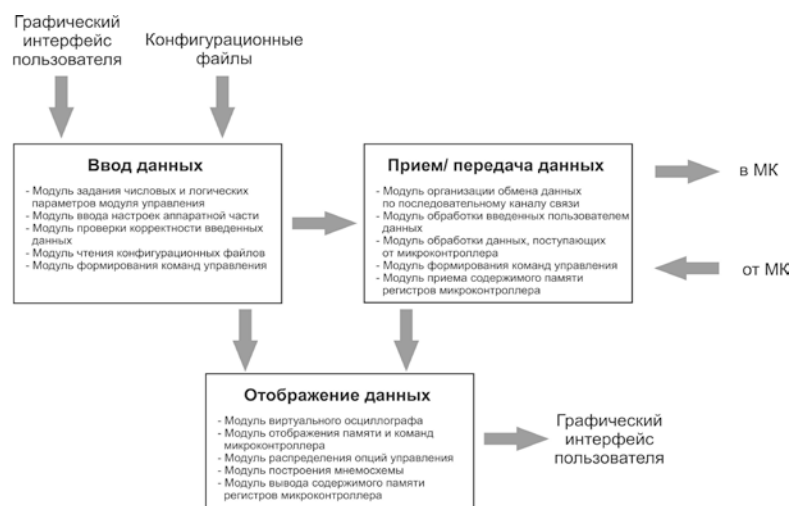 Графический
интерфейс
пользователя
Конфигурационные
файлы
Ввод данных
- Модуль задания числовых и логических
параметров модуля управления
- Модуль ввода настроек аппаратной части
- Модуль проверки корректности введенных
данных
- Модуль чтения конфигурационных файлов
- Модуль формирования команд управления
Прием/ передача данных
- Модуль организации обмена данных
по последовательному каналу связи
- Модуль обработки введенных пользователем
данных
- Модуль обработки данных, поступающих
от микроконтроллера
- Модуль формирования команд управления
- Модуль приема содержимого памяти
регистров микроконтроллера
в МК
от МК
Отображение данных
- Модуль виртуального осциллографа
- Модуль отображения памяти и команд
микроконтроллера
- Модуль распределения опций управления
- Модуль построения мнемосхемы
- Модуль вывода содержимого памяти
регистров микроконтроллера
Графический
интерфейс
пользователя